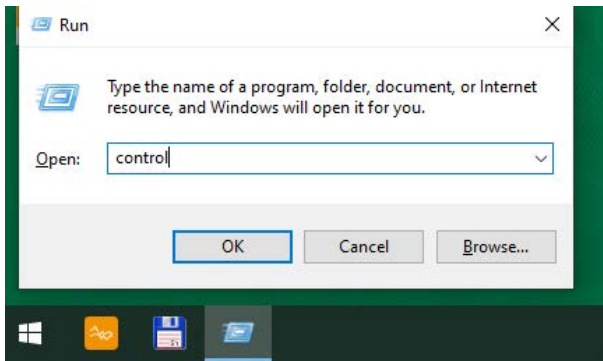 Run
Type the name of a program, folder, document, or Internet
resource, and Windows will open it for you.
Open: control
OK Cancel Browse...